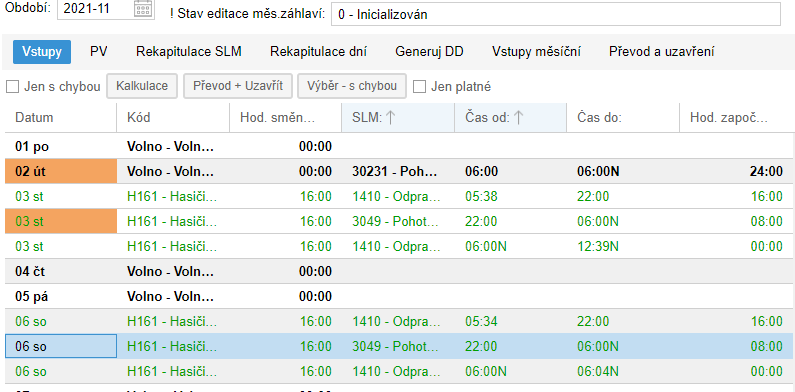 Období: 2021-11 ! Stav editace měs.záhlaví: 0 - Inicializován
Vstupy PV Rekapitulace SLM Rekapitulace dní Generuj DD Vstupy měsíční Převod a uzavření
Jen s chybou Kalkulace Převod + Uzavřít Výběr - s chybou Jen platné
Datum Kód Hod. směn... SLM: Čas od: Čas do: Hod. započ...
01 po Volno - Voln... 00:00
02 út Volno - Voln... 00:00 30231 - Poh... 06:00 06:00N 24:00
03 st H161 - Hasiči... 16:00 1410 - Odpra... 05:38 22:00 16:00
03 st H161 - Hasiči... 16:00 3049 - Pohot... 22:00 06:00N 08:00
03 st H161 - Hasiči... 16:00 1410 - Odpra... 06:00N 12:39N 00:00
04 čt Volno - Voln... 00:00
05 pá Volno - Voln... 00:00
06 so H161 - Hasiči... 16:00 1410 - Odpra... 05:34 22:00 16:00
06 so H161 - Hasiči... 16:00 3049 - Pohot... 22:00 06:00N 08:00
06 so H161 - Hasiči... 16:00 1410 - Odpra... 06:00N 06:04N 00:00